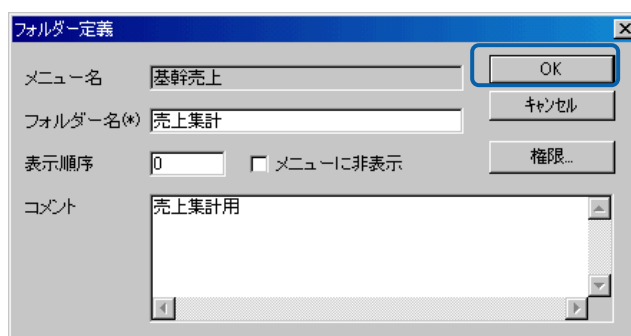 フォルダー定義
メニュー名 基幹売上 OK
フォルダー名(*) 売上集計 キャンセル
表示順序 0 メニューに非表示 権限...
コメント 売上集計用